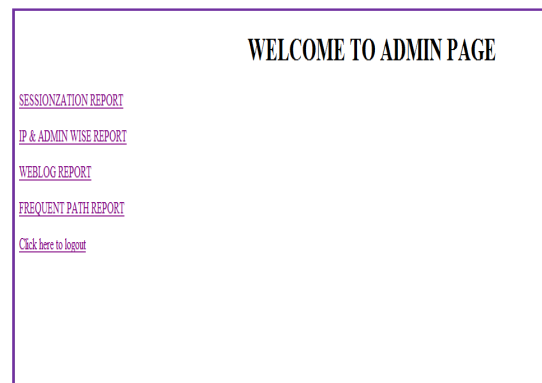 WELCOME TO ADMIN PAGE
SESSIONZATION REPORT
IP & ADMIN WISE REPORT
WEBLOG REPORT
FREQUENT PATH REPORT
Click here to logout